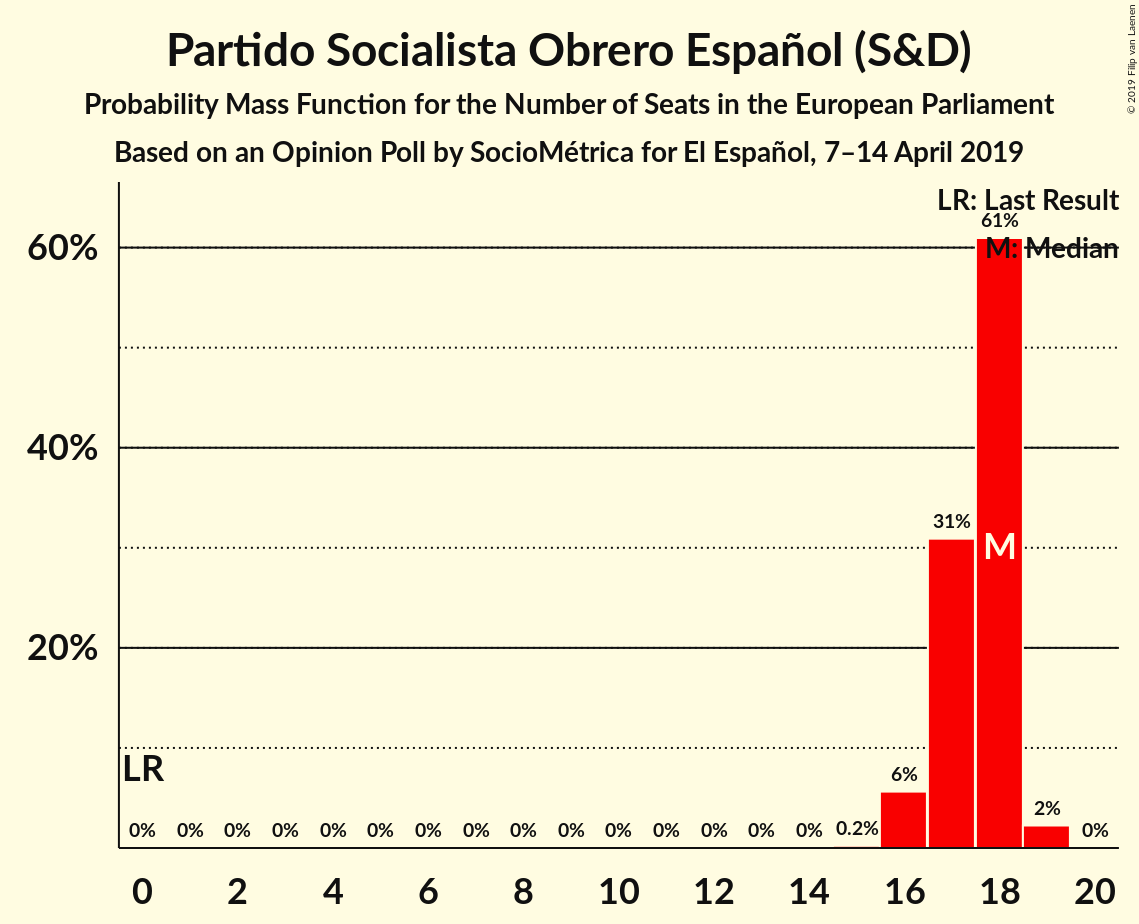 Partido Socialista Obrero Español (S&D)
Probability Mass Function for the Number of Seats in the European Parliament
Based on an Opinion Poll by SocioMétrica for El Español, 7–14 April 2019
© 2019 Filip van Laenen
LR: Last Result
M: Median
60%
40%
20%
61%
31%
M
LR
6%
2%
0% 0% 0% 0% 0% 0% 0% 0% 0% 0% 0% 0% 0% 0% 0% 0.2% 0%
0 2 4 6 8 10 12 14 16 18 20